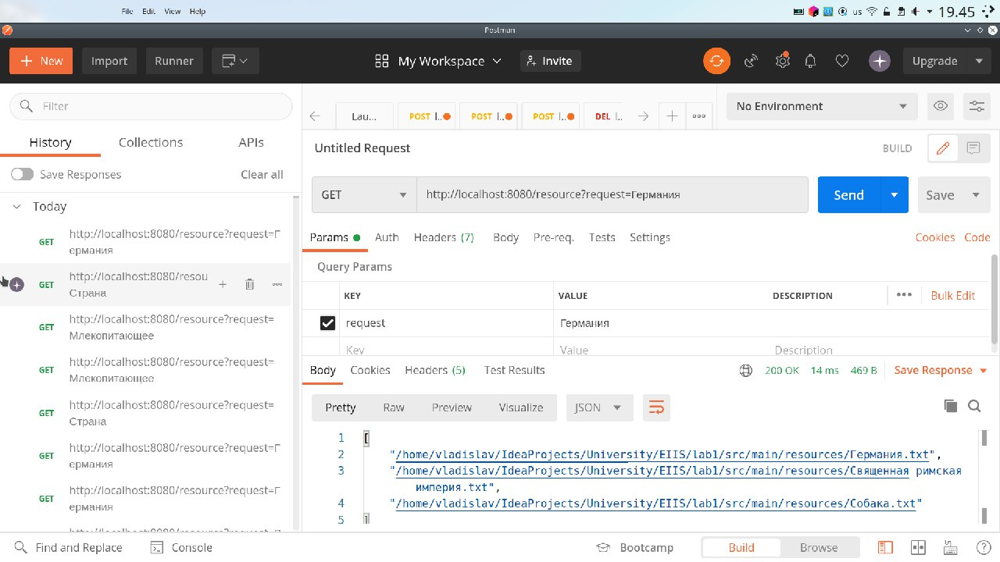 File Edit View Help
us 19.45
Postman
New Import Runner My Workspace Invite Upgrade
Filter
Lau... POST l.. POST l.. POST l.. DEL l..
No Environment
History Collections APIs
Untitled Request BUILD
Save Responses Clear all
GET http://localhost:8080/resource?request=Германия Send Save
Today
GET http://localhost:8080/resource?request=Г
ермания
GET http://localhost:8080/resou
Страна
GET http://localhost:8080/resource?request=
Млекопитающее
GET http://localhost:8080/resource?request=
Млекопитающее
GET http://localhost:8080/resource?request=
Страна
GET http://localhost:8080/resource?request=Г
ермания
GET http://localhost:8080/resource?request=Г
ермания
Params Auth Headers (7) Body Pre-req. Tests Settings Cookies Code
Query Params
KEY VALUE DESCRIPTION Bulk Edit
request Германия
Key Value Description
Body Cookies Headers (5) Test Results 200 OK 14 ms 469 B Save Response
Pretty Raw Preview Visualize JSON
1 [
2 "/home/vladislav/IdeaProjects/University/EIIS/lab1/src/main/resources/Германия.txt",
3 "/home/vladislav/IdeaProjects/University/EIIS/lab1/src/main/resources/Священная римская
империя.txt",
4 "/home/vladislav/IdeaProjects/University/EIIS/lab1/src/main/resources/Собака.txt"
5 ]
Find and Replace Console Bootcamp Build Browse